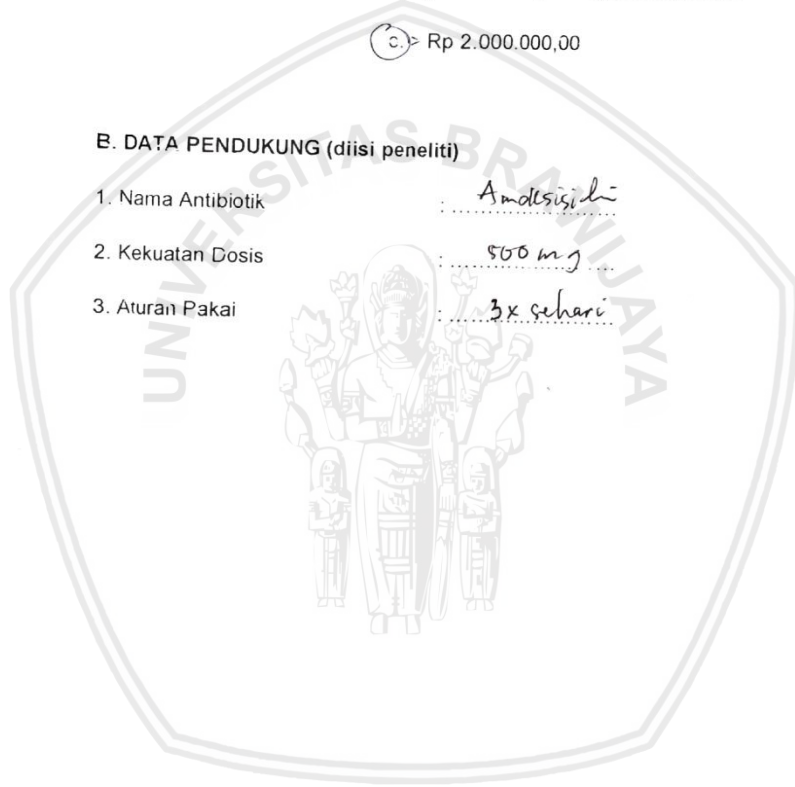 c. > Rp 2.000.000,00
B. DATA PENDUKUNG (diisi peneliti)
1. Nama Antibiotik : Amoksisilin
2. Kekuatan Dosis : 500 mg
3. Aturan Pakai : 3x sehari
UNIVERSITAS BRAWIJAYA